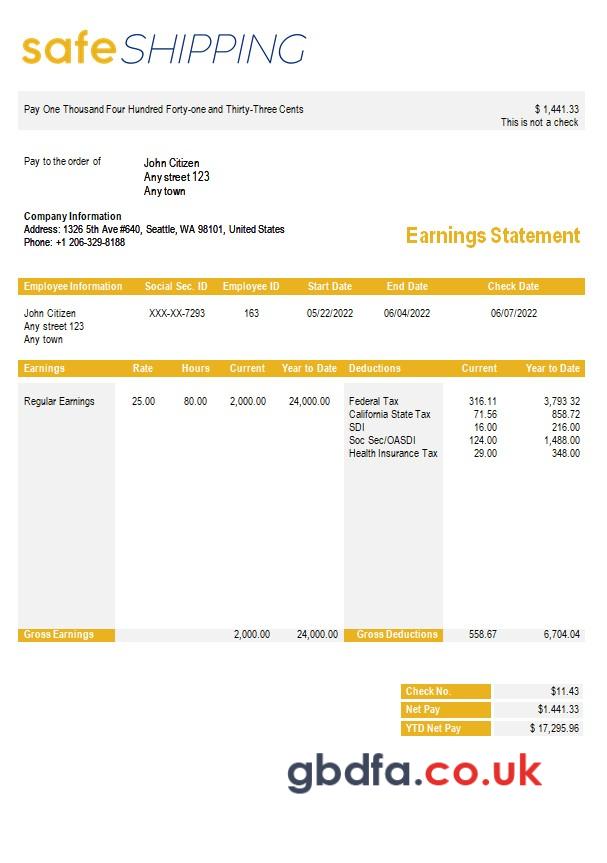 safe SHIPPING
Pay One Thousand Four Hundred Forty-one and Thirty-Three Cents $ 1,441.33
This is not a check
Pay to the order of John Citizen
Any street 123
Any town
Company Information
Address: 1326 5th Ave #640, Seattle, WA 98101, United States
Phone: +1 206-329-8188
Earnings Statement
Employee Information Social Sec. ID Employee ID Start Date End Date Check Date
John Citizen XXX-XX-7293 163 05/22/2022 06/04/2022 06/07/2022
Any street 123
Any town
Earnings Rate Hours Current Year to Date Deductions Current Year to Date
Regular Earnings 25.00 80.00 2,000.00 24,000.00 Federal Tax 316.11 3,793 32
California State Tax 71.56 858.72
SDI 16.00 216.00
Soc Sec/OASDI 124.00 1,488.00
Health Insurance Tax 29.00 348.00
Gross Earnings 2,000.00 24,000.00 Gross Deductions 558.67 6,704.04
Check No. $11.43
Net Pay $1.441.33
YTD Net Pay $ 17,295.96
gbdfa.co.uk